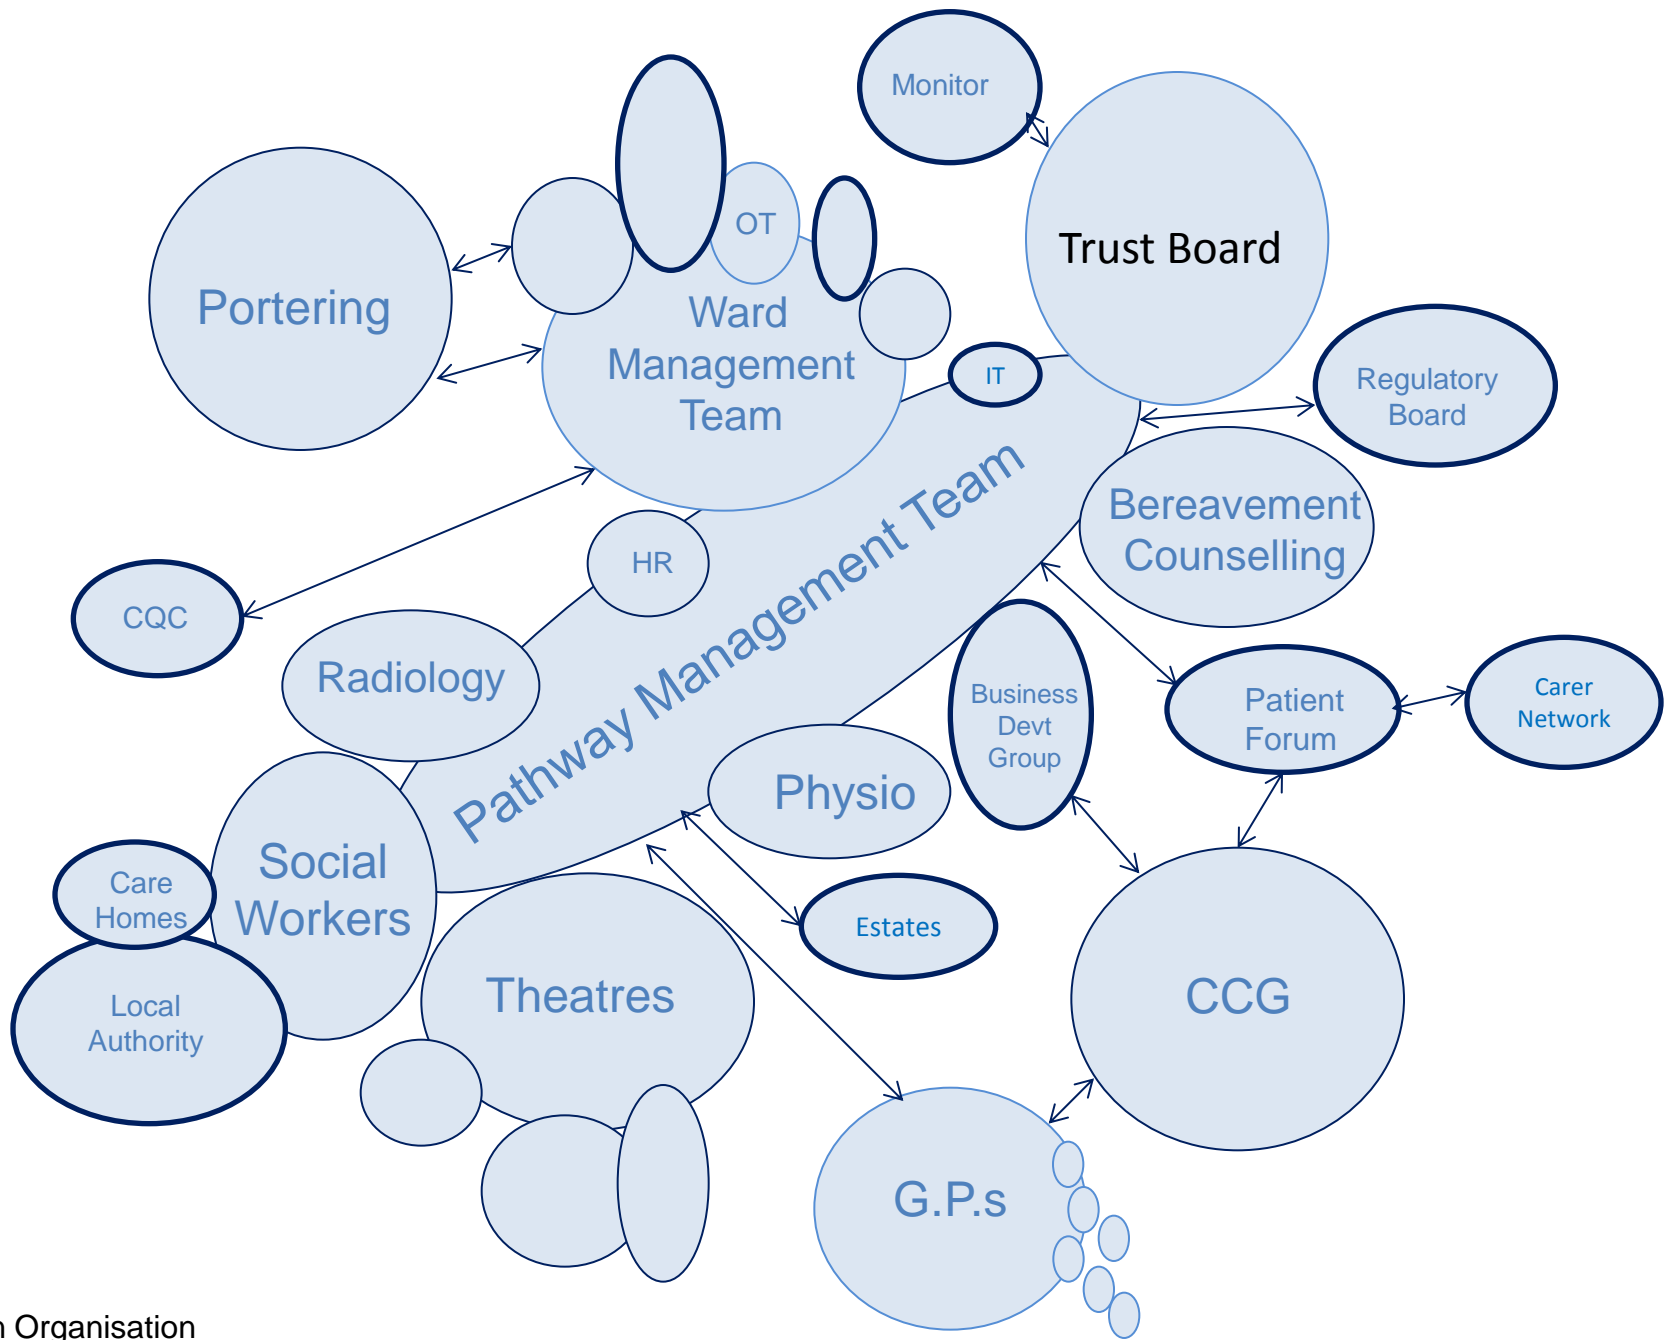 Monitor
OT
Trust Board
Portering
Ward
Management
Team
IT
Regulatory
Board
Bereavement
Counselling
HR
CQC
Pathway Management Team
Radiology
Business
Devt
Group
Patient
Forum
Carer
Network
Physio
Social
Workers
Care
Homes
Estates
Theatres
CCG
Local
Authority
G.P.s
Organisation